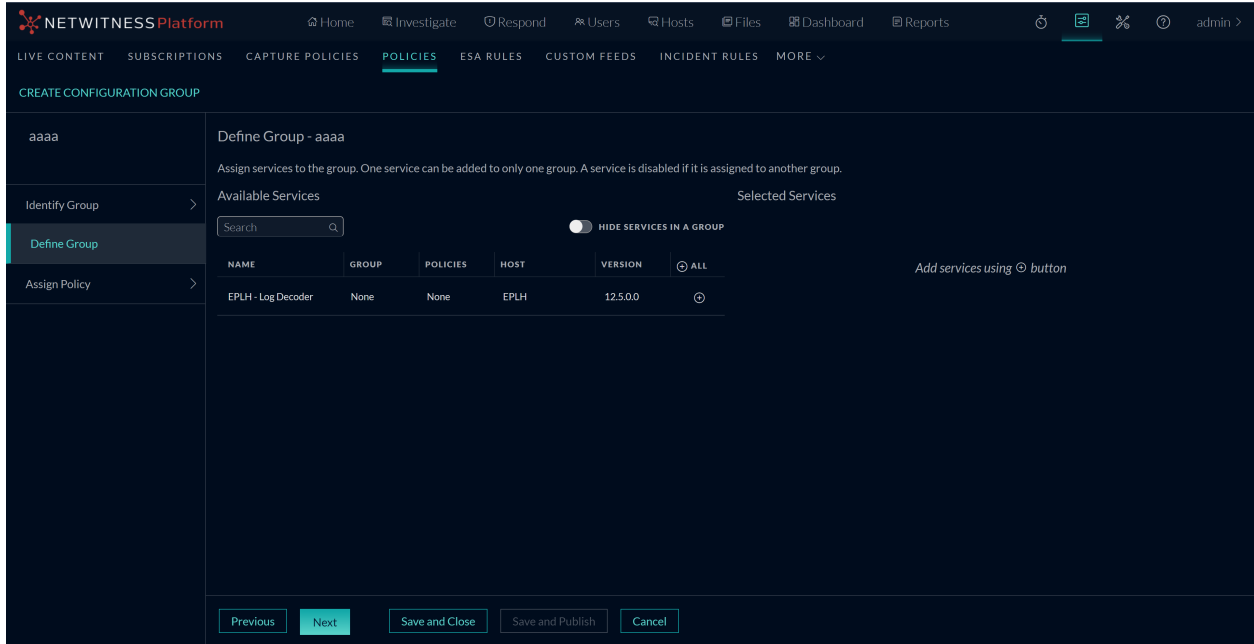 NETWITNESS Platform Home Investigate Respond Users Hosts Files Dashboard Reports admin >
LIVE CONTENT SUBSCRIPTIONS CAPTURE POLICIES POLICIES ESA RULES CUSTOM FEEDS INCIDENT RULES MORE
CREATE CONFIGURATION GROUP
aaaa
Identify Group
Define Group
Assign Policy
Define Group - aaaa
Assign services to the group. One service can be added to only one group. A service is disabled if it is assigned to another group.
Available Services
Search
HIDE SERVICES IN A GROUP
NAME GROUP POLICIES HOST VERSION ⊕ ALL
EPLH - Log Decoder None None EPLH 12.5.0.0 ⊕
Selected Services
Add services using ⊕ button
Previous Next Save and Close Save and Publish Cancel